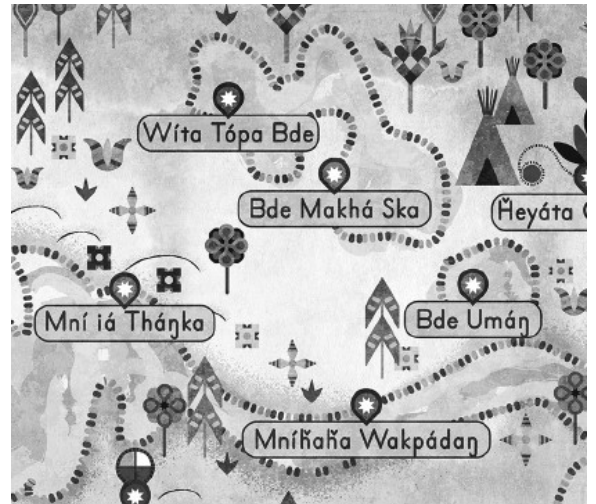 Wíta Tópa Bde
Bde Makhá Ska
Ȟeyáta
Mní iá Tháŋka
Bde Umáŋ
Mníȟaȟa Wakpádaŋ